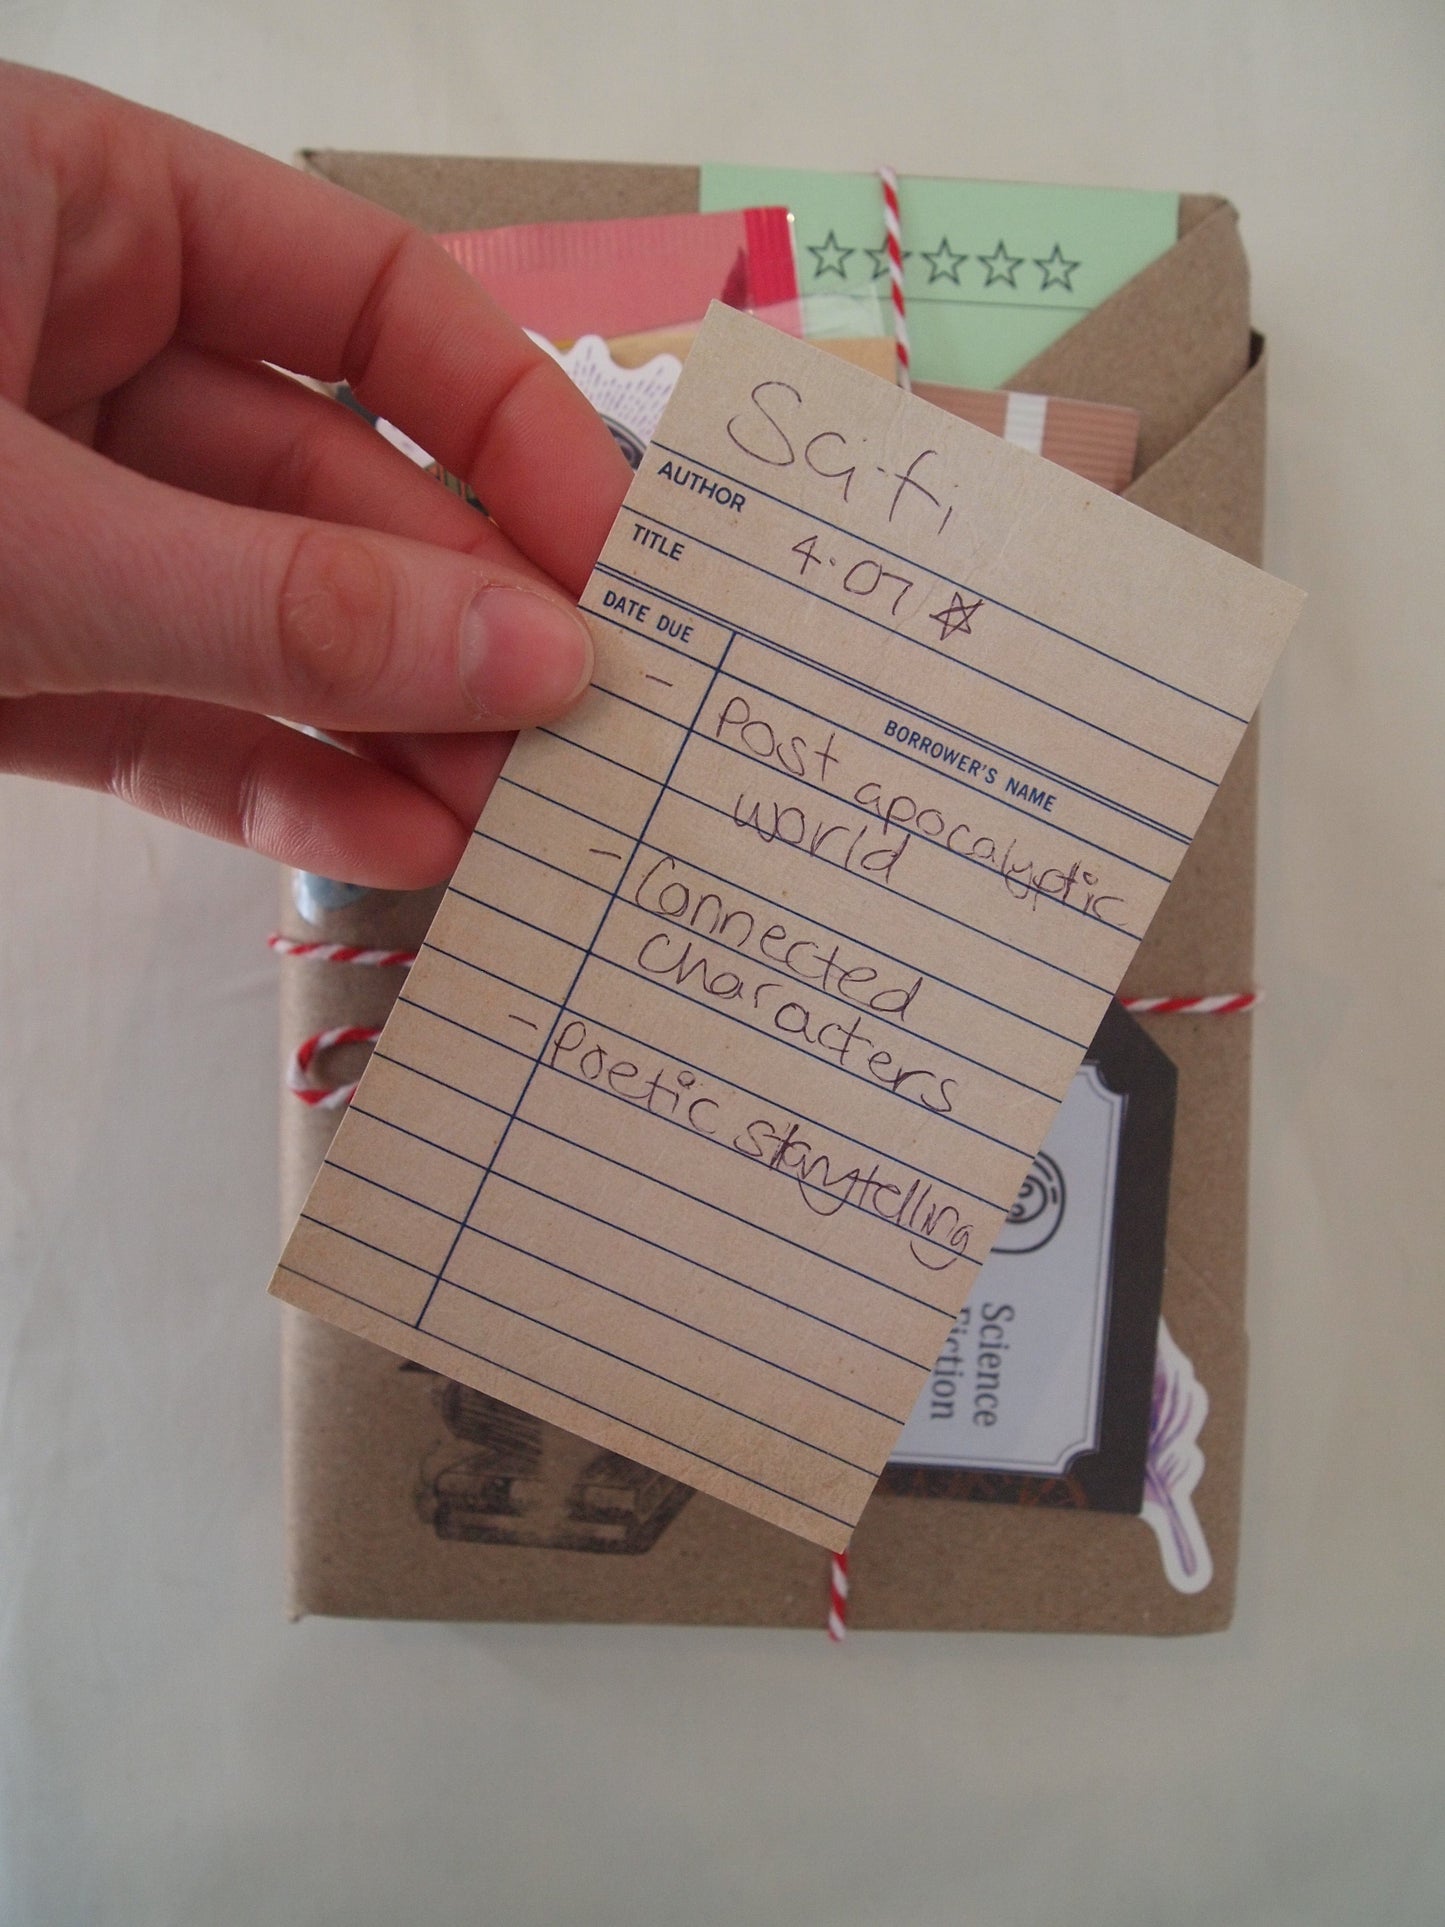 Sci-fi
AUTHOR
4.07
TITLE
DATE DUE
BORROWER'S NAME
- Post apocalyptic
world
- Connected
characters
- Poetic storytelling
Science
Fiction